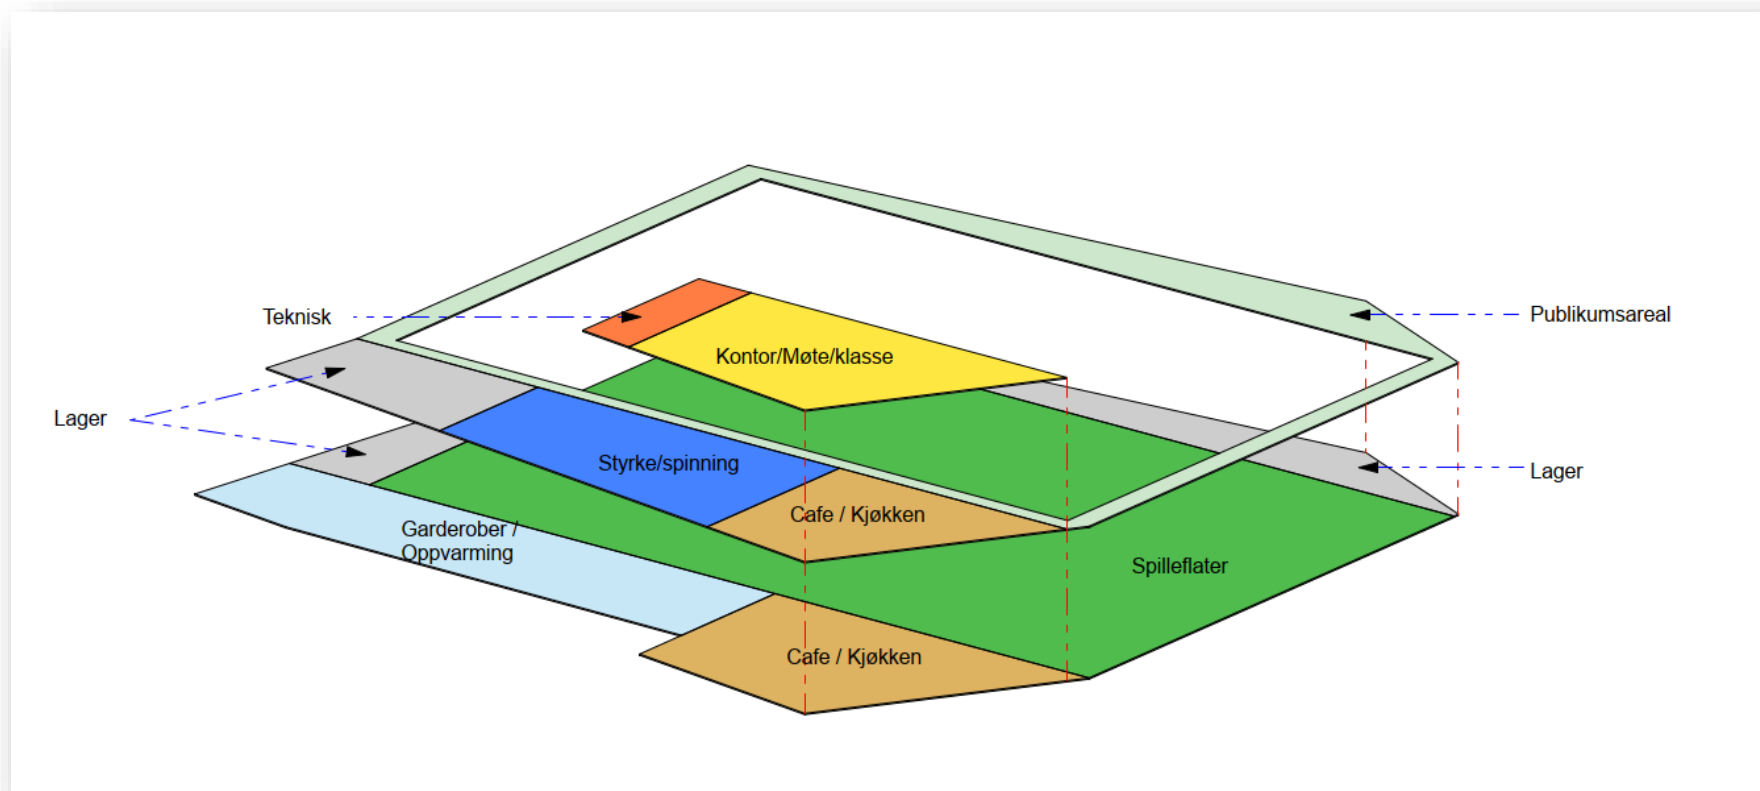 Teknisk
Publikumsareal
Kontor/Møte/klasse
Lager
Styrke/spinning
Lager
Cafe / Kjøkken
Garderober /
Oppvarming
Spilleflater
Cafe / Kjøkken